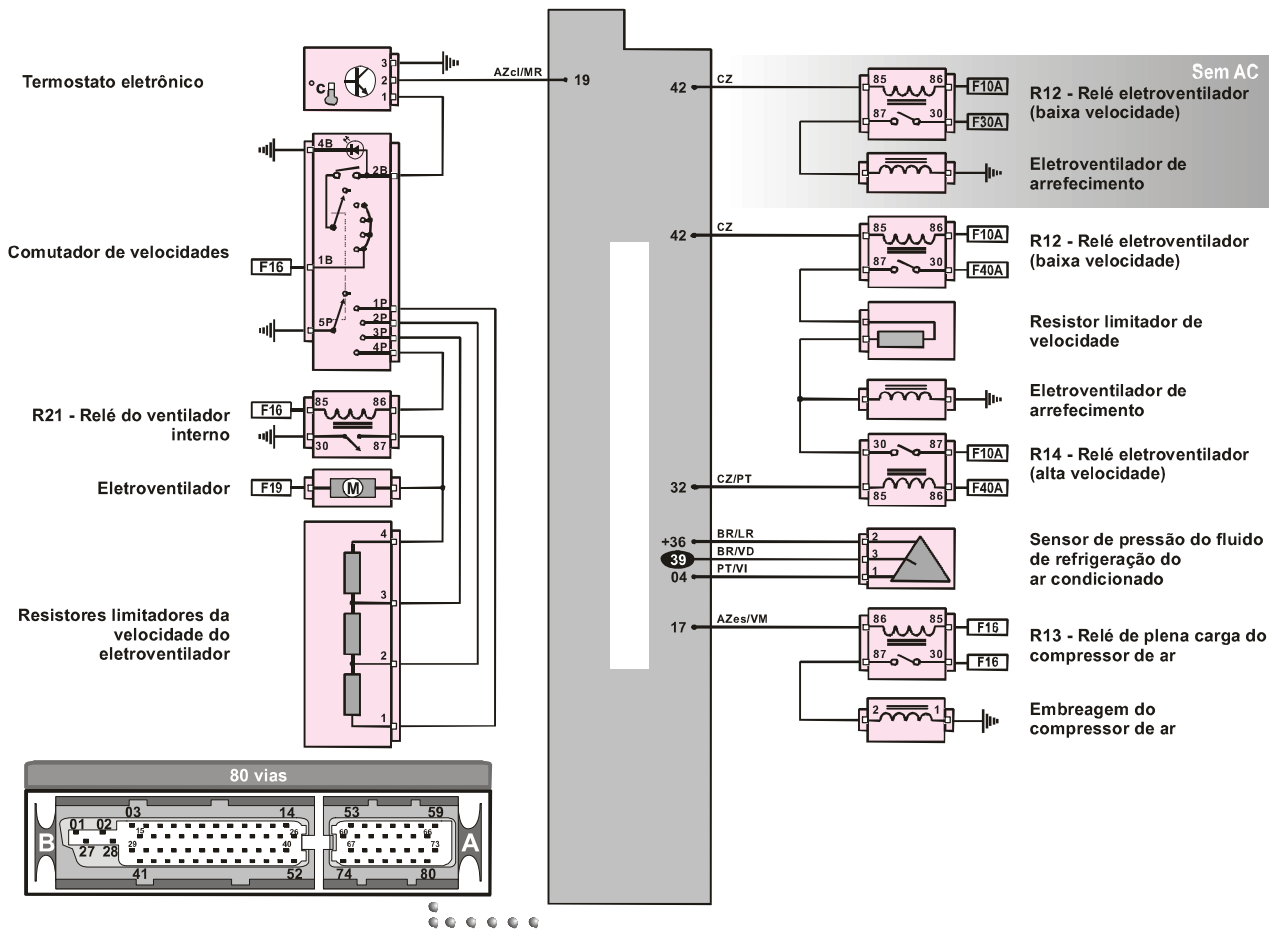 Termostato eletrônico
°C
3
2
1
AZcl/MR
19
4B
2B
Comutador de velocidades
F16
1B
5P
1P
2P
3P
4P
R21 - Relé do ventilador
interno
F16
85
86
30
87
Eletroventilador
F19
M
Resistores limitadores da
velocidade do
eletroventilador
4
3
2
1
Sem AC
42
CZ
85
86
F10A
87
30
F30A
R12 - Relé eletroventilador
(baixa velocidade)
Eletroventilador de
arrefecimento
42
CZ
85
86
F10A
87
30
F40A
R12 - Relé eletroventilador
(baixa velocidade)
Resistor limitador de
velocidade
Eletroventilador de
arrefecimento
30
87
F10A
R14 - Relé eletroventilador
(alta velocidade)
32
CZ/PT
85
86
F40A
+36
BR/LR
2
39
BR/VD
3
04
PT/VI
1
Sensor de pressão do fluido
de refrigeração do
ar condicionado
17
AZes/VM
86
85
F16
87
30
F16
R13 - Relé de plena carga do
compressor de ar
2
1
Embreagem do
compressor de ar
80 vias
B
A
03
14
53
59
01
02
15
26
60
66
27
28
29
40
67
73
41
52
74
80